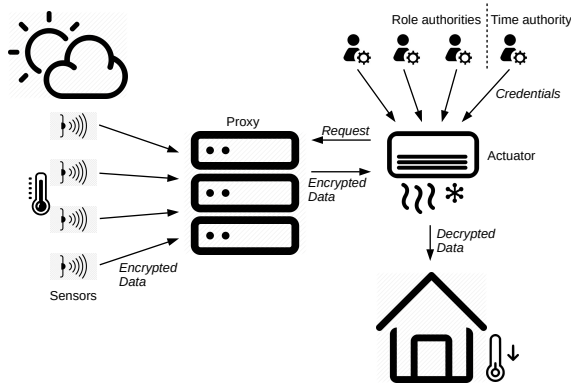 Role authorities
Time authority
Credentials
Proxy
Request
Actuator
Encrypted
Data
Decrypted
Data
Encrypted
Data
Sensors